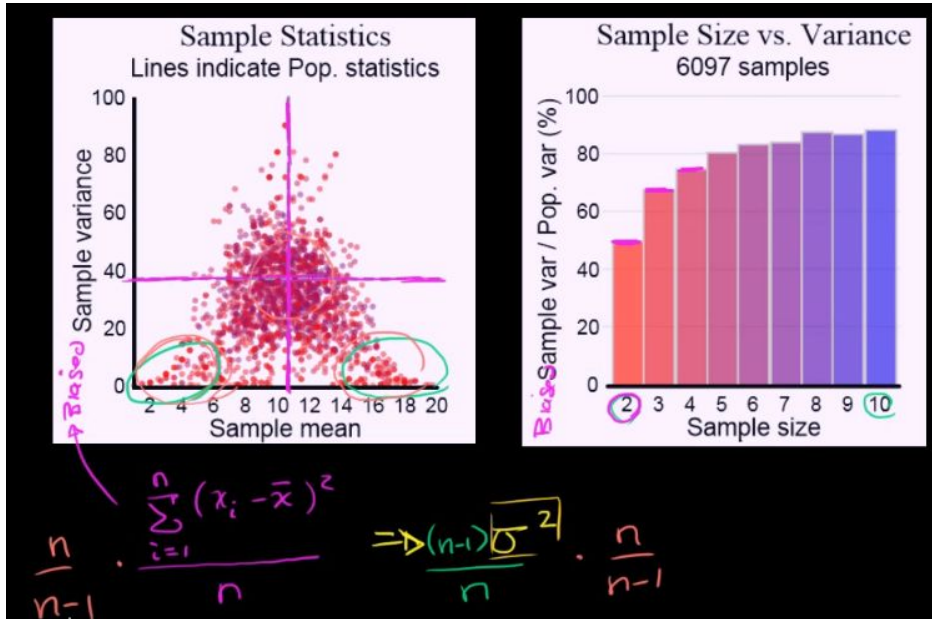 Sample Statistics
Lines indicate Pop. statistics
100
80
60
40
20
0
Sample variance
Biased
2 4 6 8 10 12 14 16 18 20
Sample mean
Sample Size vs. Variance
6097 samples
100
80
60
40
20
0
Sample var / Pop. var (%)
Biased
2 3 4 5 6 7 8 9 10
Sample size
n/(n-1) · (∑_{i=1}^{n} (x_i - x̄)²)/n ⇒ ((n-1)σ²)/n · n/(n-1)